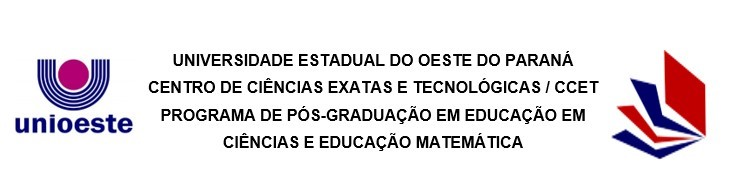 UNIVERSIDADE ESTADUAL DO OESTE DO PARANÁ
CENTRO DE CIÊNCIAS EXATAS E TECNOLÓGICAS / CCET
PROGRAMA DE PÓS-GRADUAÇÃO EM EDUCAÇÃO EM
CIÊNCIAS E EDUCAÇÃO MATEMÁTICA
unioeste